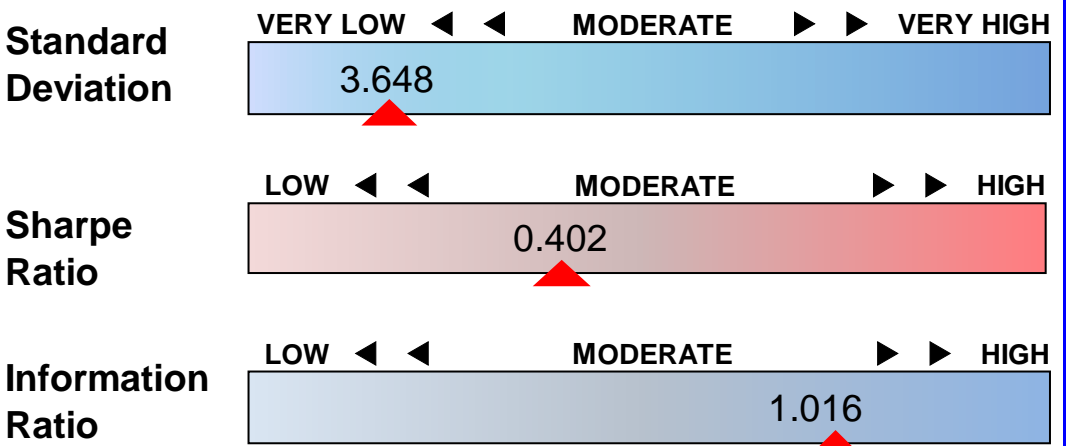 Standard
Deviation
VERY LOW ◀ ◀ MODERATE ▶ ▶ VERY HIGH
3.648
Sharpe
Ratio
LOW ◀ ◀ MODERATE ▶ ▶ HIGH
0.402
Information
Ratio
LOW ◀ ◀ MODERATE ▶ ▶ HIGH
1.016